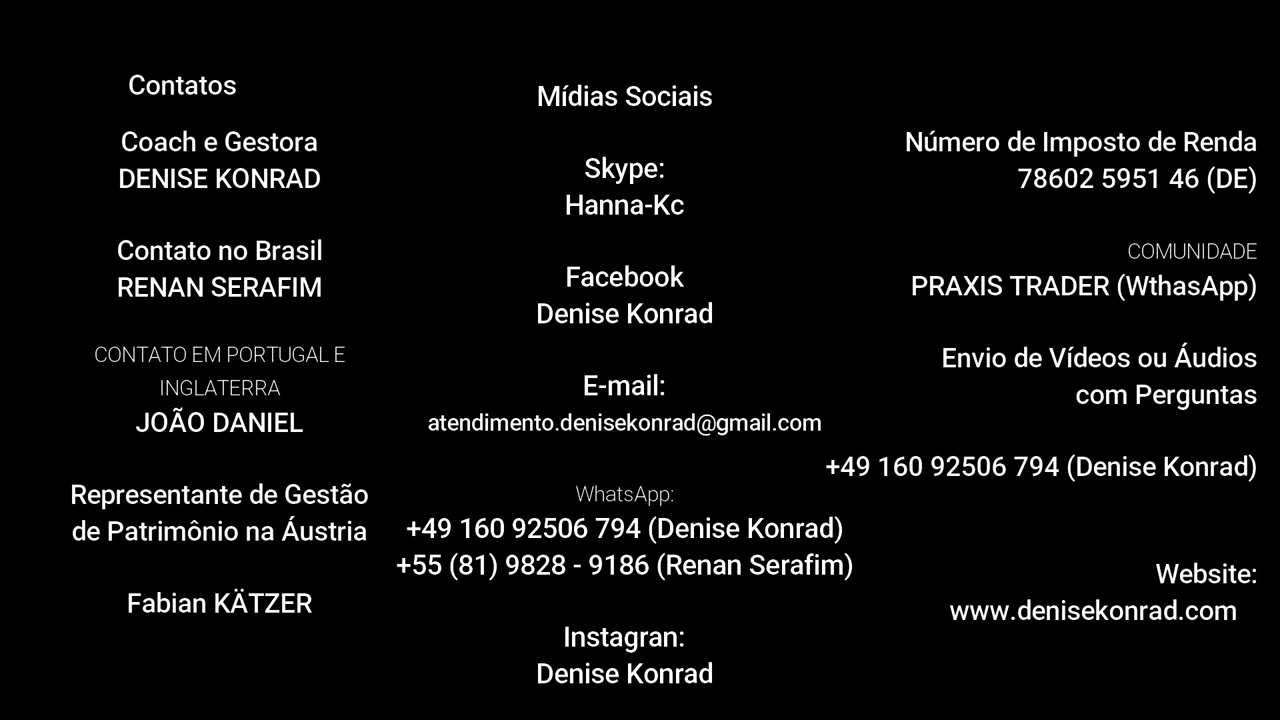 Contatos
Coach e Gestora
DENISE KONRAD
Contato no Brasil
RENAN SERAFIM
CONTATO EM PORTUGAL E
INGLATERRA
JOÃO DANIEL
Representante de Gestão
de Patrimônio na Áustria
Fabian KÄTZER
Mídias Sociais
Skype:
Hanna-Kc
Facebook
Denise Konrad
E-mail:
atendimento.denisekonrad@gmail.com
WhatsApp:
+49 160 92506 794 (Denise Konrad)
+55 (81) 9828 - 9186 (Renan Serafim)
Instagran:
Denise Konrad
Número de Imposto de Renda
78602 5951 46 (DE)
COMUNIDADE
PRAXIS TRADER (WthasApp)
Envio de Vídeos ou Áudios
com Perguntas
+49 160 92506 794 (Denise Konrad)
Website:
www.denisekonrad.com